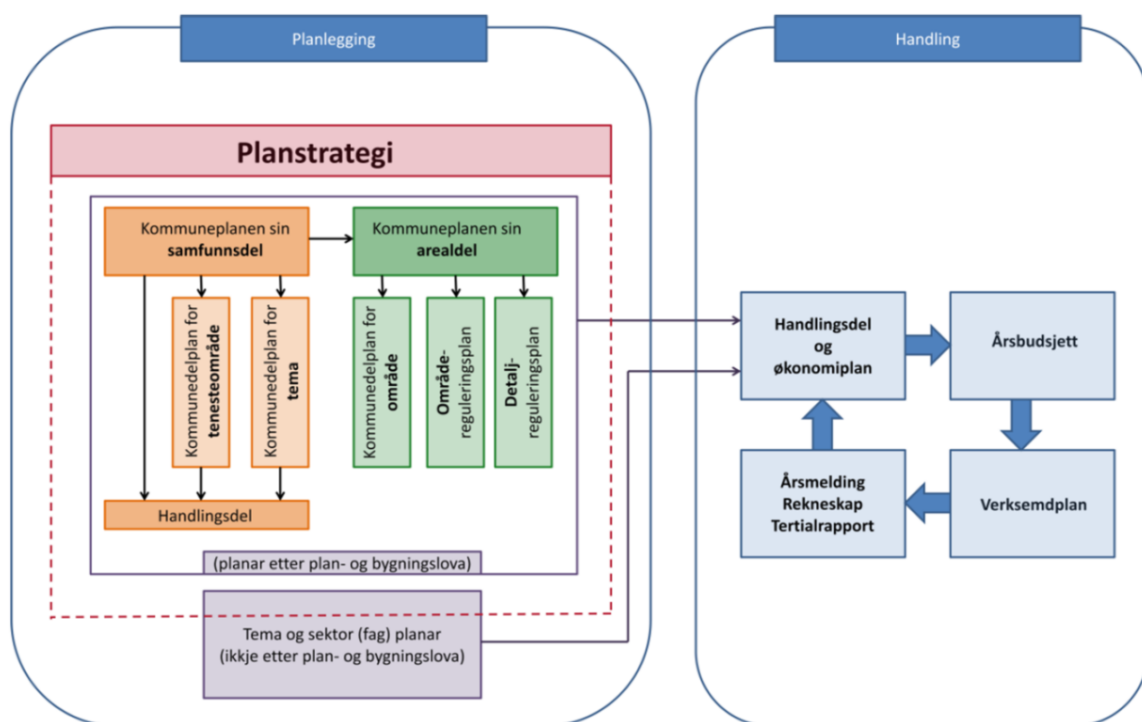 Planlegging
Handling
Planstrategi
Kommuneplanen sin
samfunnsdel
Kommuneplanen sin
arealdel
Kommunedelplan for
tenesteområde
Kommunedelplan for
tema
Kommunedelplan for
område
Område-
reguleringsplan
Detalj-
reguleringsplan
Handlingsdel
(planar etter plan- og bygningslova)
Tema og sektor (fag) planar
(ikkje etter plan- og bygningslova)
Handlingsdel
og
økonomiplan
Årsbudsjett
Årsmelding
Rekneskap
Tertialrapport
Verksemdplan